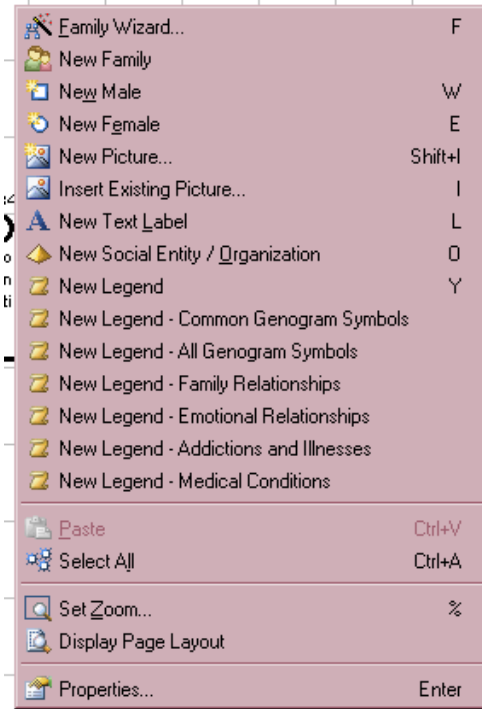 Family Wizard... F
New Family
New Male W
New Female E
New Picture... Shift+I
Insert Existing Picture... I
New Text Label L
New Social Entity / Organization O
New Legend Y
New Legend - Common Genogram Symbols
New Legend - All Genogram Symbols
New Legend - Family Relationships
New Legend - Emotional Relationships
New Legend - Addictions and Illnesses
New Legend - Medical Conditions
Paste Ctrl+V
Select All Ctrl+A
Set Zoom... %
Display Page Layout
Properties... Enter